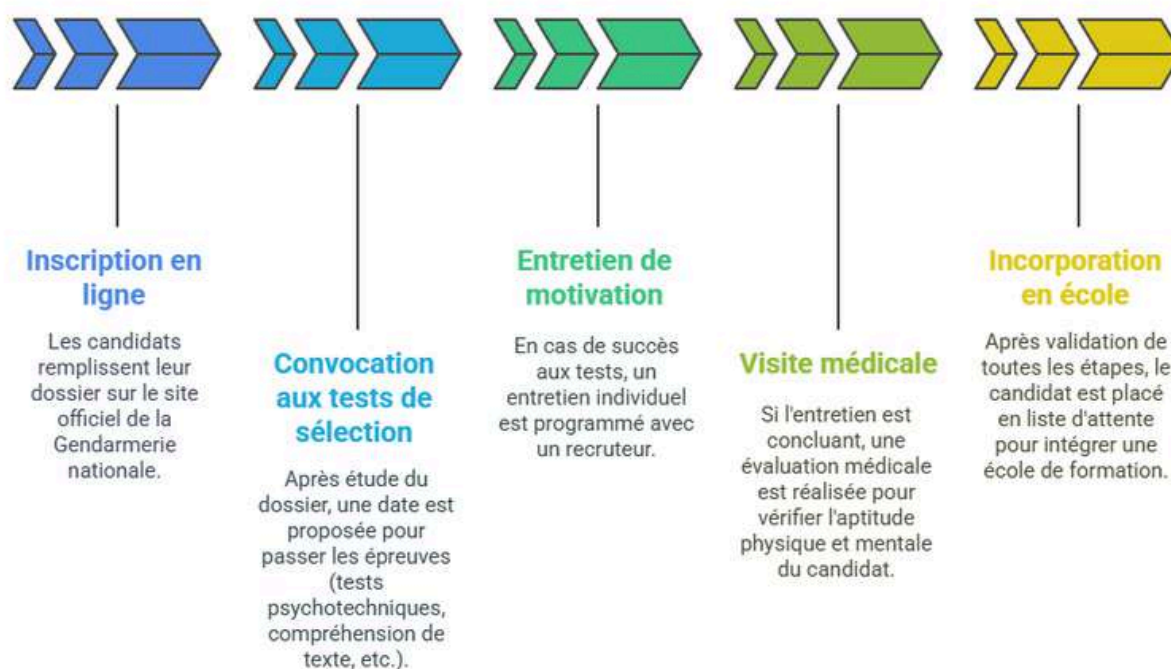 Inscription en
ligne
Les candidats
remplissent leur
dossier sur le site
officiel de la
Gendarmerie
nationale.
Convocation
aux tests de
sélection
Après étude du
dossier, une date est
proposée pour
passer les épreuves
(tests
psychotechniques,
compréhension de
texte, etc.).
Entretien de
motivation
En cas de succès
aux tests, un
entretien individuel
est programmé avec
un recruteur.
Visite médicale
Si l'entretien est
concluant, une
évaluation médicale
est réalisée pour
vérifier l'aptitude
physique et mentale
du candidat.
Incorporation
en école
Après validation de
toutes les étapes, le
candidat est placé
en liste d'attente
pour intégrer une
école de formation.